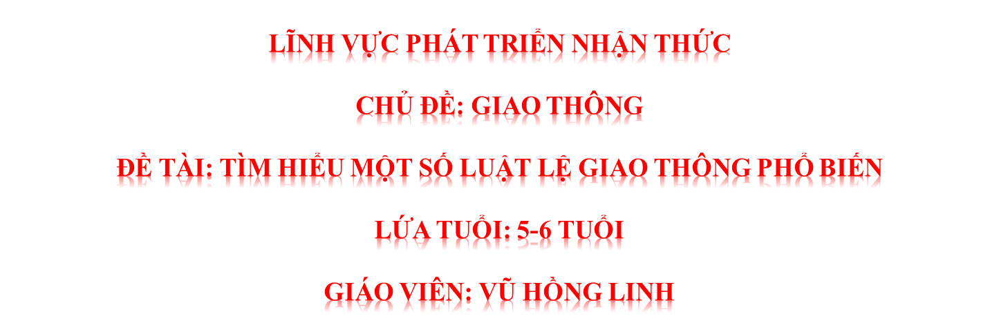 LĨNH VỰC PHÁT TRIỂN NHẬN THỨC
CHỦ ĐỀ: GIAO THÔNG
ĐỀ TÀI: TÌM HIỂU MỘT SỐ LUẬT LỆ GIAO THÔNG PHỔ BIẾN
LỨA TUỔI: 5-6 TUỔI
GIÁO VIÊN: VŨ HỒNG LINH